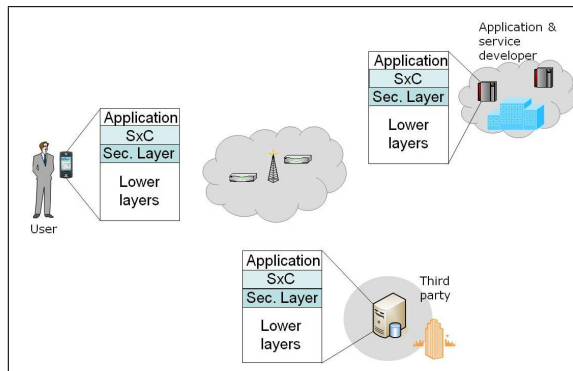 Application &
service
developer
Application
SxC
Sec. Layer
Lower
layers
Application
SxC
Sec. Layer
Lower
layers
User
Application
SxC
Sec. Layer
Lower
layers
Third
party